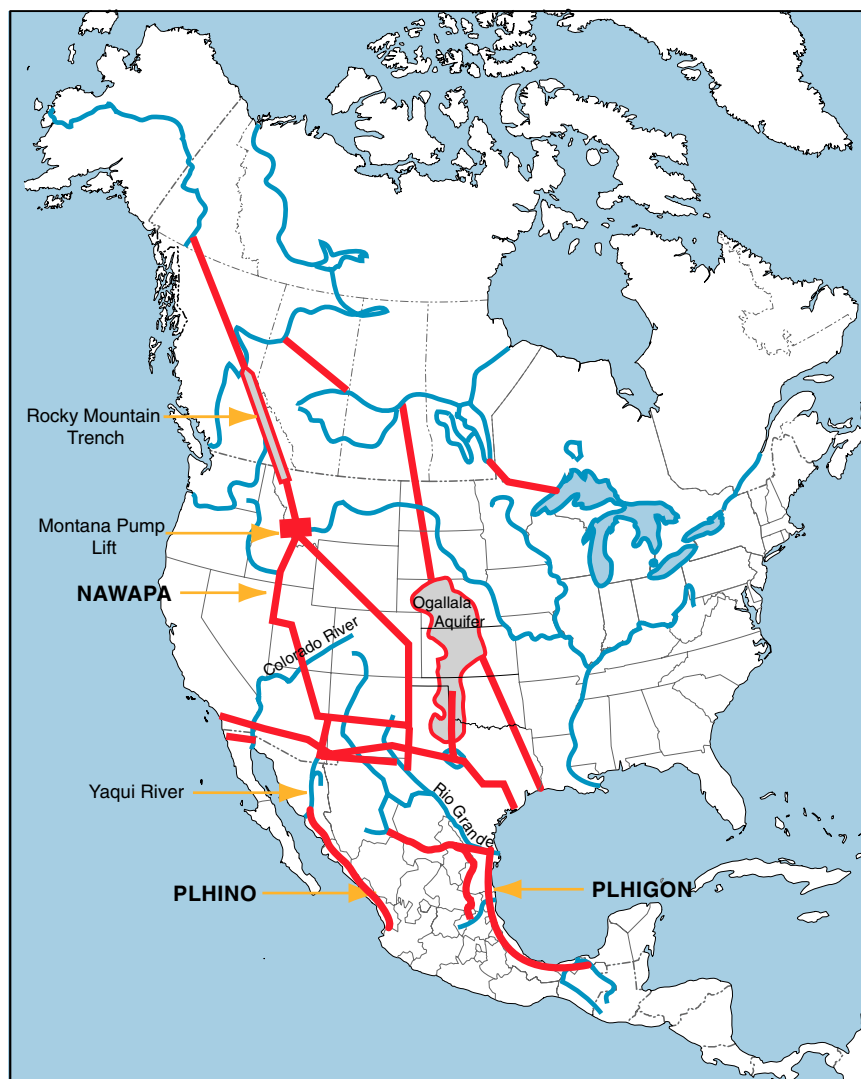 Rocky Mountain
Trench
Montana Pump
Lift
NAWAPA
Ogallala
Aquifer
Colorado River
Yaqui River
Rio Grande
PLHINO
PLHIGON